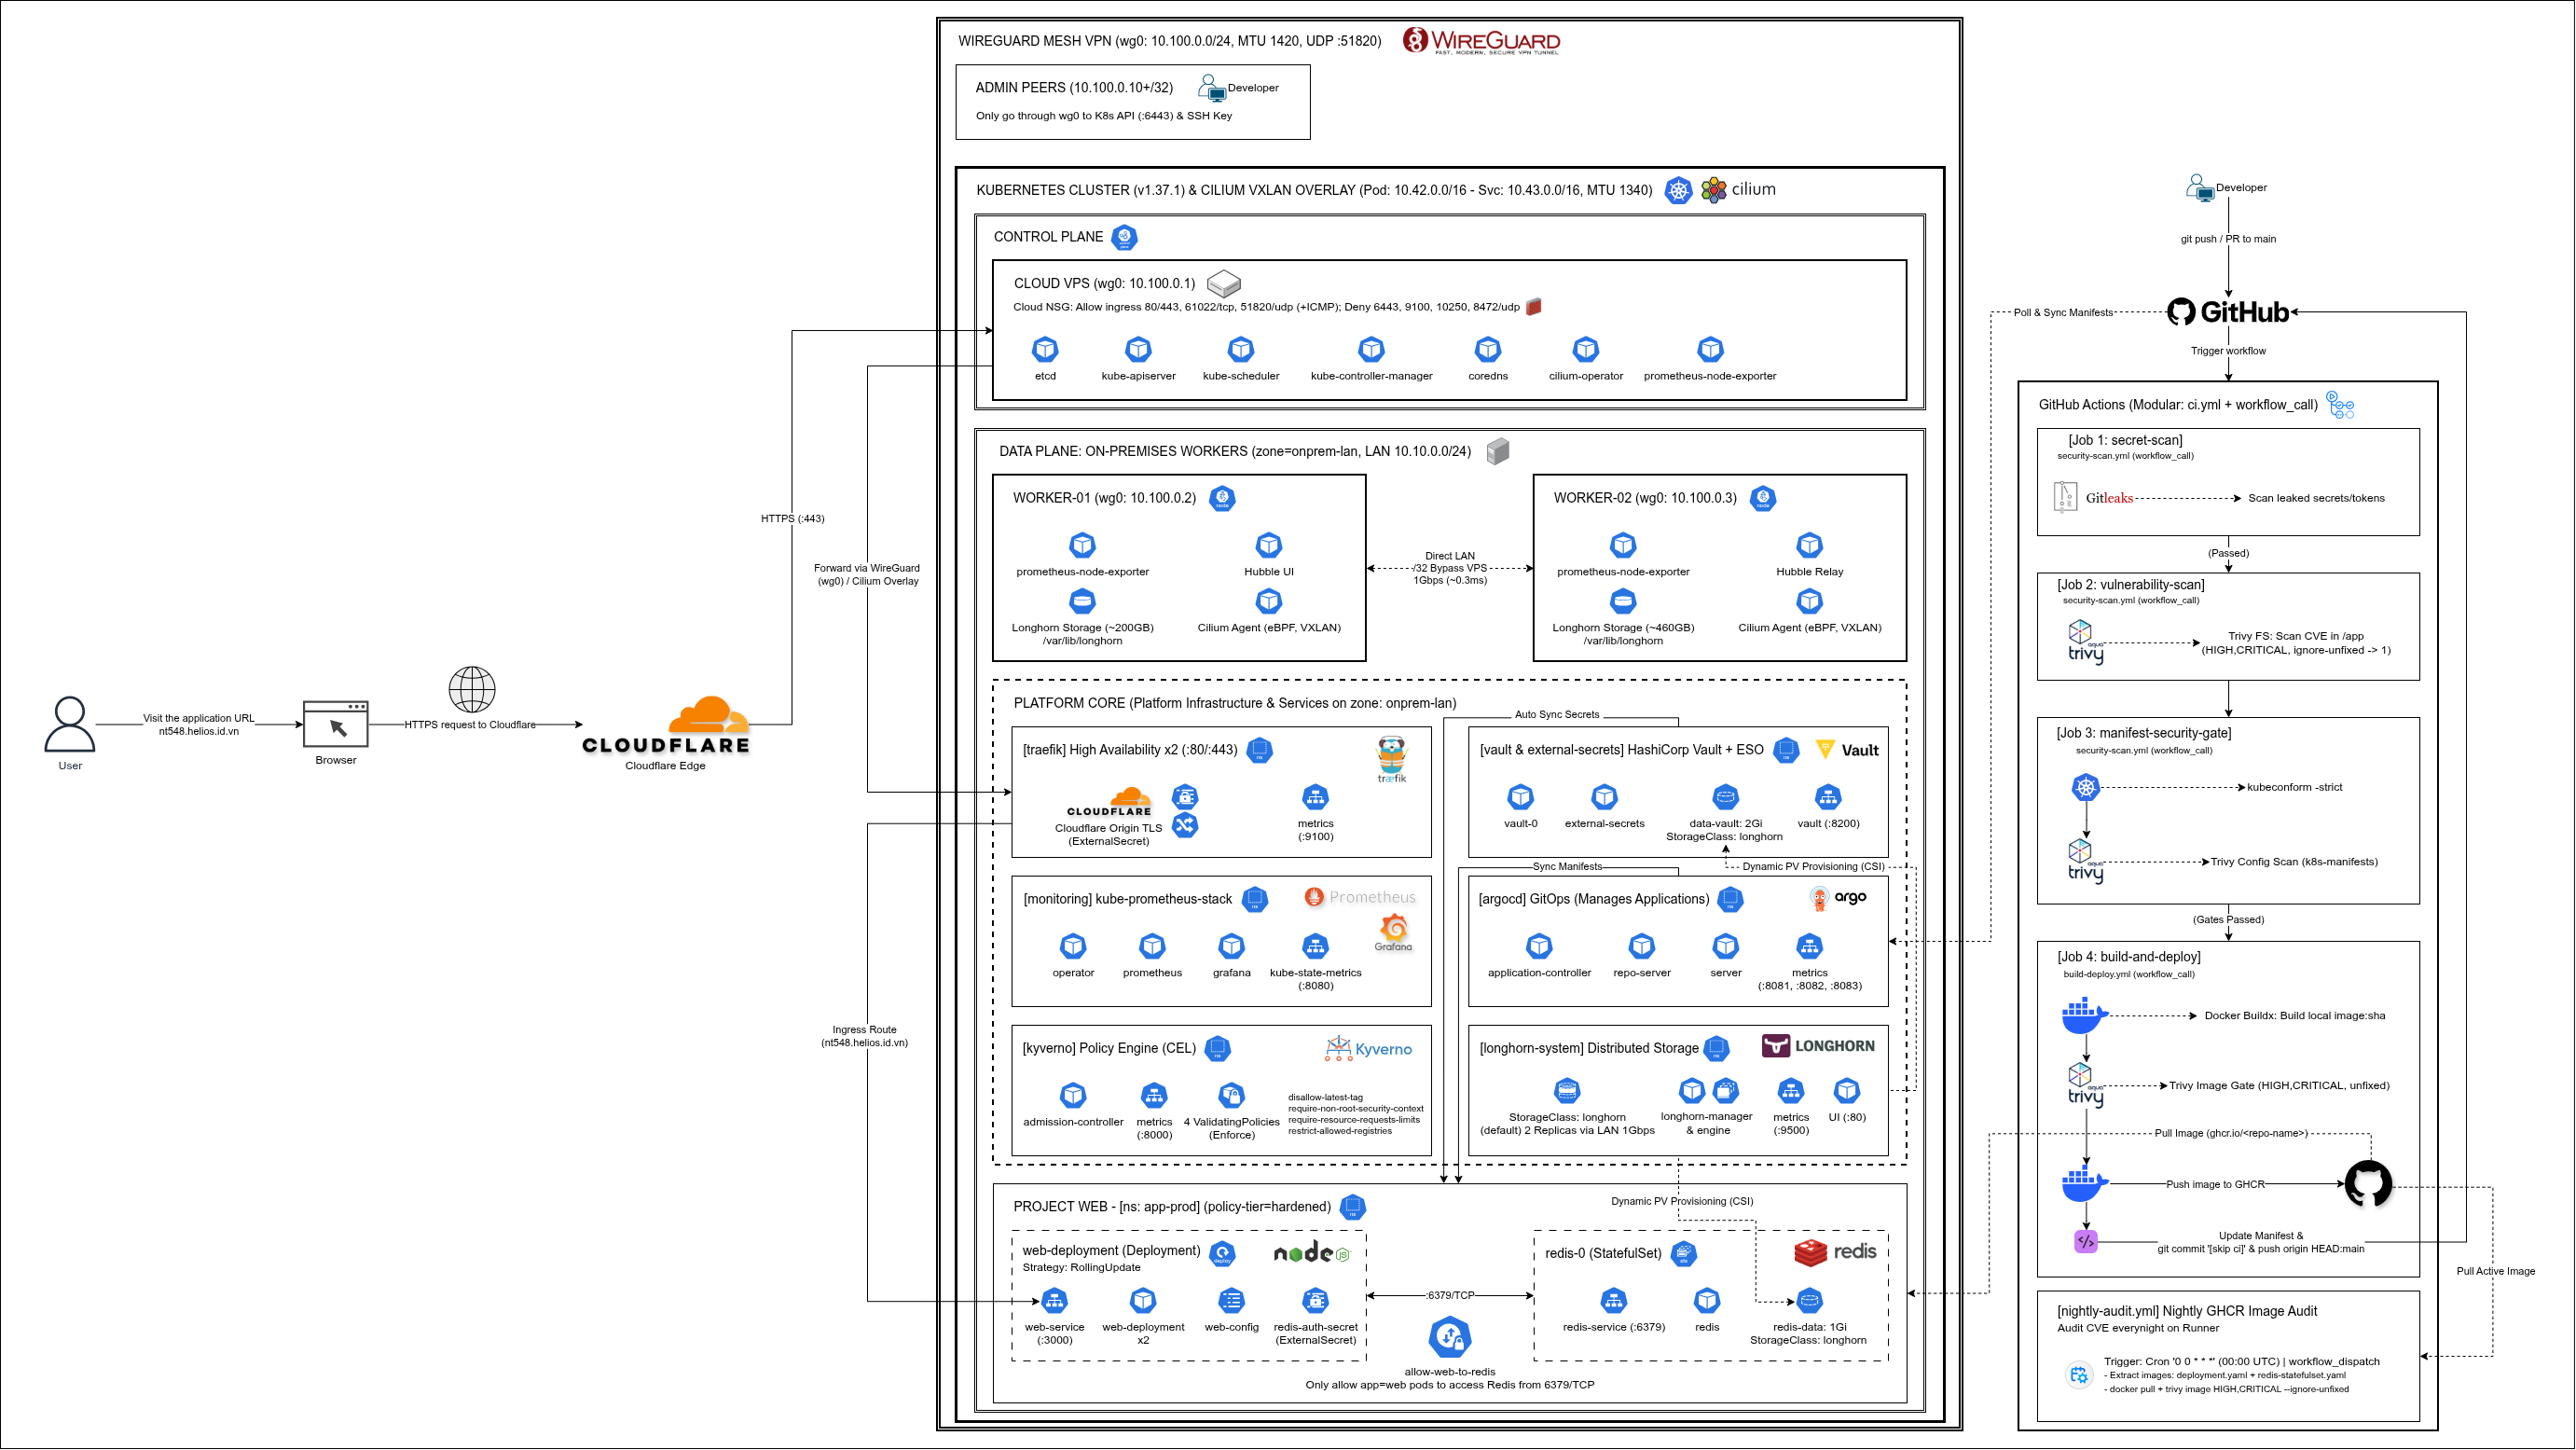 WIREGUARD MESH VPN (wg0: 10.100.0.0/24, MTU 1420, UDP :51820)
WIREGUARD
FAST, MODERN, SECURE VPN TUNNEL
ADMIN PEERS (10.100.0.10+/32)
Developer
Only go through wg0 to K8s API (:6443) & SSH Key
KUBERNETES CLUSTER (v1.37.1) & CILIUM VXLAN OVERLAY (Pod: 10.42.0.0/16 - Svc: 10.43.0.0/16, MTU 1340)
cilium
CONTROL PLANE
CLOUD VPS (wg0: 10.100.0.1)
Cloud NSG: Allow ingress 80/443, 61022/tcp, 51820/udp (+ICMP); Deny 6443, 9100, 10250, 8472/udp
etcd
kube-apiserver
kube-scheduler
kube-controller-manager
coredns
cilium-operator
prometheus-node-exporter
DATA PLANE: ON-PREMISES WORKERS (zone=onprem-lan, LAN 10.10.0.0/24)
WORKER-01 (wg0: 10.100.0.2)
prometheus-node-exporter
Hubble UI
Longhorn Storage (~200GB)
/var/lib/longhorn
Cilium Agent (eBPF, VXLAN)
Direct LAN
/32 Bypass VPS
1Gbps (~0.3ms)
WORKER-02 (wg0: 10.100.0.3)
prometheus-node-exporter
Hubble Relay
Longhorn Storage (~460GB)
/var/lib/longhorn
Cilium Agent (eBPF, VXLAN)
User
Visit the application URL
nt548.helios.id.vn
Browser
HTTPS request to Cloudflare
CLOUDFLARE
Cloudflare Edge
HTTPS (:443)
Forward via WireGuard
(wg0) / Cilium Overlay
Ingress Route
(nt548.helios.id.vn)
PLATFORM CORE (Platform Infrastructure & Services on zone: onprem-lan)
Auto Sync Secrets
[traefik] High Availability x2 (:80/:443)
træfik
CLOUDFLARE
Cloudflare Origin TLS
(ExternalSecret)
metrics
(:9100)
[vault & external-secrets] HashiCorp Vault + ESO
Vault
vault-0
external-secrets
data-vault: 2Gi
StorageClass: longhorn
vault (:8200)
Sync Manifests
Dynamic PV Provisioning (CSI)
[monitoring] kube-prometheus-stack
Prometheus
Grafana
operator
prometheus
grafana
kube-state-metrics
(:8080)
[argocd] GitOps (Manages Applications)
argo
application-controller
repo-server
server
metrics
(:8081, :8082, :8083)
[kyverno] Policy Engine (CEL)
Kyverno
admission-controller
metrics
(:8000)
4 ValidatingPolicies
(Enforce)
disallow-latest-tag
require-non-root-security-context
require-resource-requests-limits
restrict-allowed-registries
[longhorn-system] Distributed Storage
LONGHORN
StorageClass: longhorn
(default) 2 Replicas via LAN 1Gbps
longhorn-manager
& engine
metrics
(:9500)
UI (:80)
PROJECT WEB - [ns: app-prod] (policy-tier=hardened)
Dynamic PV Provisioning (CSI)
web-deployment (Deployment)
Strategy: RollingUpdate
node JS
web-service
(:3000)
web-deployment
x2
web-config
redis-auth-secret
(ExternalSecret)
:6379/TCP
allow-web-to-redis
Only allow app=web pods to access Redis from 6379/TCP
redis-0 (StatefulSet)
redis
redis-service (:6379)
redis
redis-data: 1Gi
StorageClass: longhorn
Developer
git push / PR to main
GitHub
Poll & Sync Manifests
Trigger workflow
GitHub Actions (Modular: ci.yml + workflow_call)
[Job 1: secret-scan]
security-scan.yml (workflow_call)
Gitleaks
Scan leaked secrets/tokens
(Passed)
[Job 2: vulnerability-scan]
security-scan.yml (workflow_call)
aqua
trivy
Trivy FS: Scan CVE in /app
(HIGH,CRITICAL, ignore-unfixed -> 1)
[Job 3: manifest-security-gate]
security-scan.yml (workflow_call)
kubeconform -strict
aqua
trivy
Trivy Config Scan (k8s-manifests)
(Gates Passed)
[Job 4: build-and-deploy]
build-deploy.yml (workflow_call)
Docker Buildx: Build local image:sha
aqua
trivy
Trivy Image Gate (HIGH,CRITICAL, unfixed)
Pull Image (ghcr.io/<repo-name>)
Push image to GHCR
Update Manifest &
git commit '[skip ci]' & push origin HEAD:main
Pull Active Image
[nightly-audit.yml] Nightly GHCR Image Audit
Audit CVE everynight on Runner
Trigger: Cron '0 0 * * *' (00:00 UTC) | workflow_dispatch
- Extract images: deployment.yaml + redis-statefulset.yaml
- docker pull + trivy image HIGH,CRITICAL --ignore-unfixed